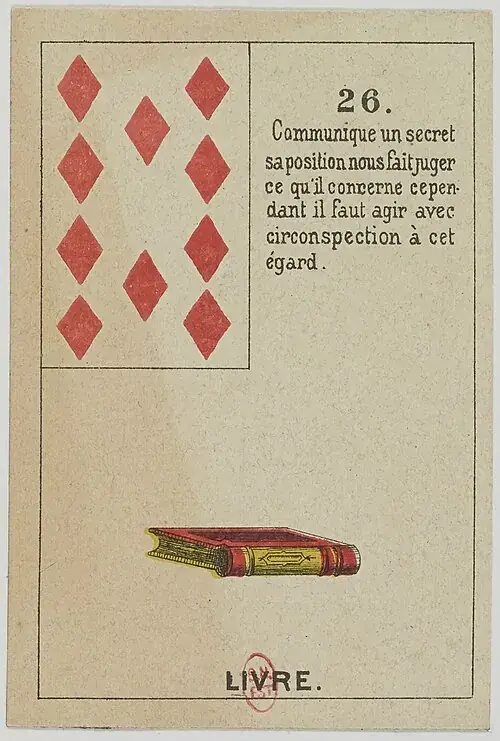 26.
Communique un secret
sa position nous fait juger
ce qu'il concerne cepen-
dant il faut agir avec
circonspection à cet
égard.
LIVRE.